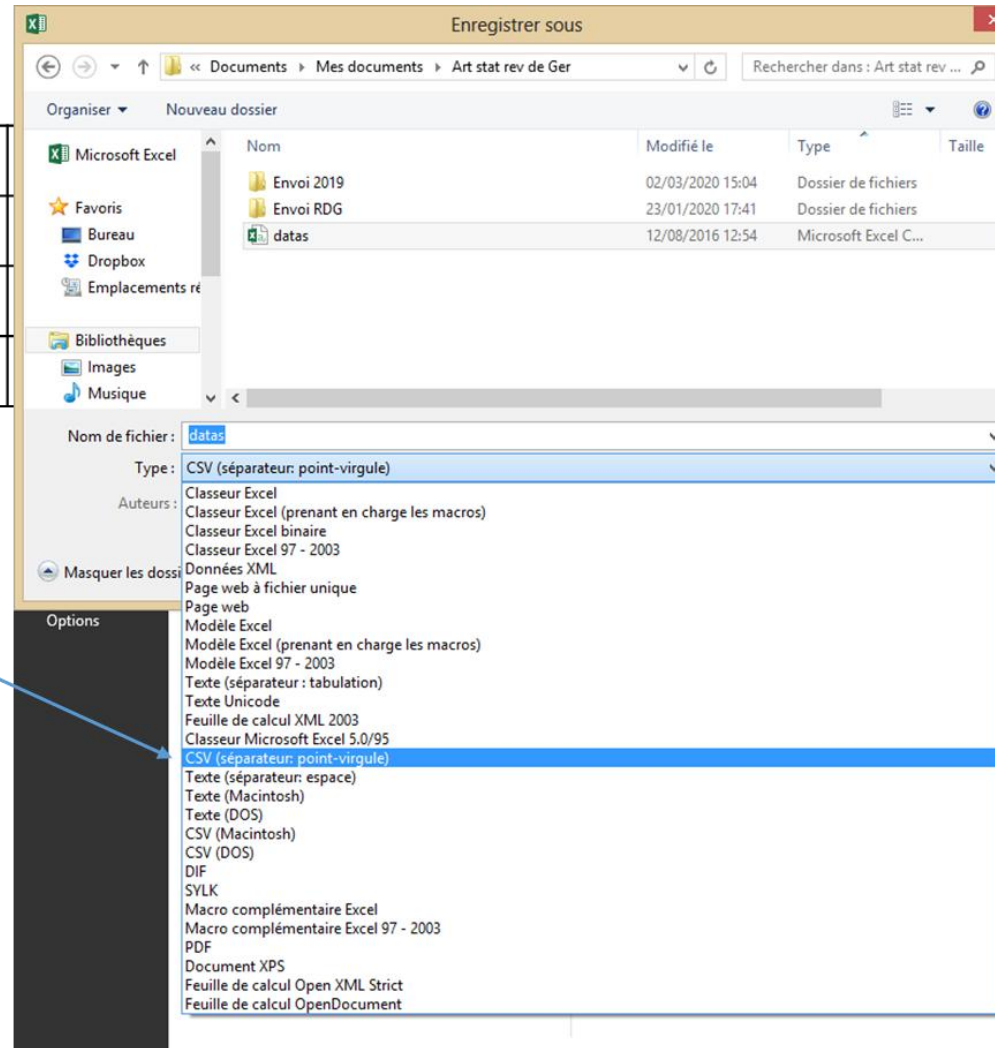 Enregistrer sous
« Documents Mes documents Art stat rev de Ger Rechercher dans : Art stat rev ...
Organiser Nouveau dossier
Microsoft Excel
Favoris
Bureau
Dropbox
Emplacements ré
Bibliothèques
Images
Musique
Nom Modifié le Type Taille
Envoi 2019 02/03/2020 15:04 Dossier de fichiers
Envoi RDG 23/01/2020 17:41 Dossier de fichiers
datas 12/08/2016 12:54 Microsoft Excel C...
Nom de fichier : datas
Type : CSV (séparateur: point-virgule)
Auteurs :
Classeur Excel
Classeur Excel (prenant en charge les macros)
Classeur Excel binaire
Classeur Excel 97 - 2003
Données XML
Page web à fichier unique
Page web
Modèle Excel
Modèle Excel (prenant en charge les macros)
Modèle Excel 97 - 2003
Texte (séparateur : tabulation)
Texte Unicode
Feuille de calcul XML 2003
Classeur Microsoft Excel 5.0/95
CSV (séparateur: point-virgule)
Texte (séparateur: espace)
Texte (Macintosh)
Texte (DOS)
CSV (Macintosh)
CSV (DOS)
DIF
SYLK
Macro complémentaire Excel
Macro complémentaire Excel 97 - 2003
PDF
Document XPS
Feuille de calcul Open XML Strict
Feuille de calcul OpenDocument
Masquer les dossi
Options